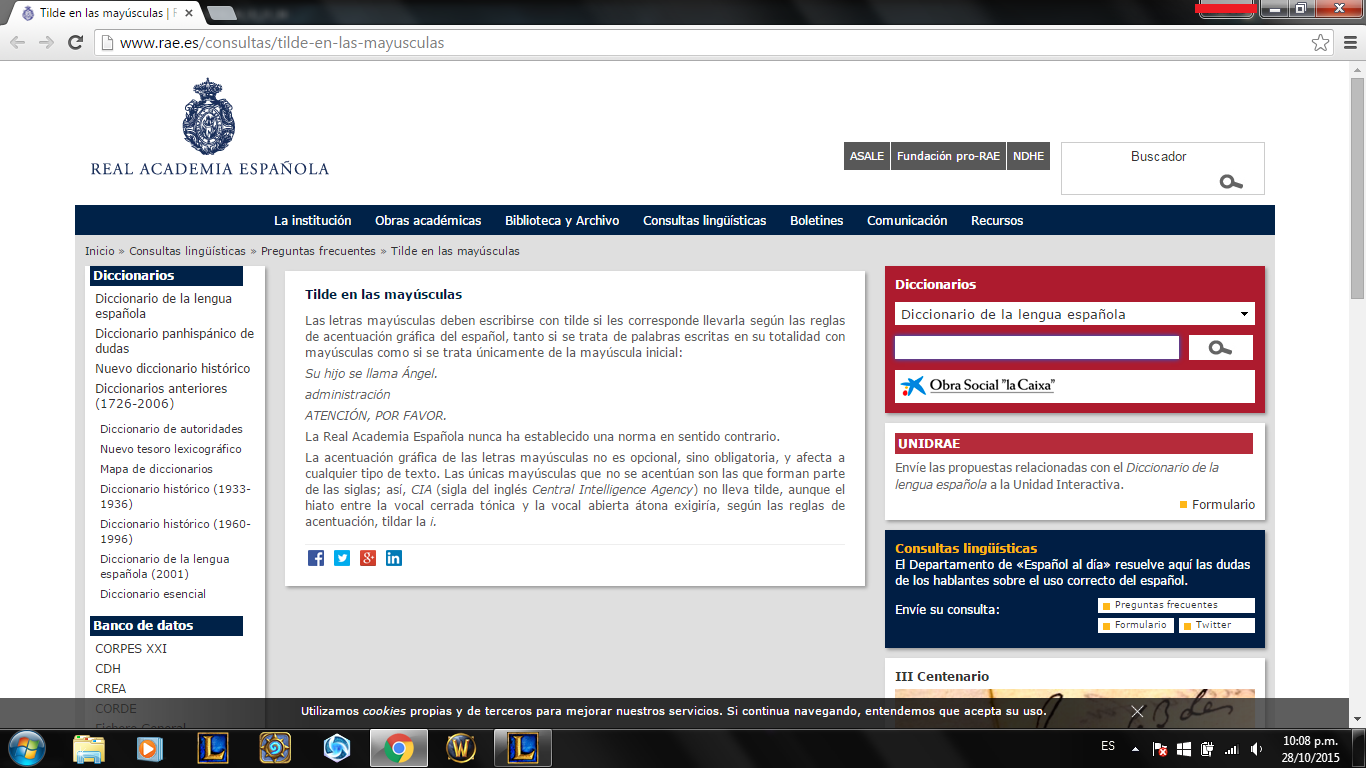 Tilde en las mayúsculas | R
www.rae.es/consultas/tilde-en-las-mayusculas
REAL ACADEMIA ESPAÑOLA
ASALE
Fundación pro-RAE
NDHE
Buscador
La institución
Obras académicas
Biblioteca y Archivo
Consultas lingüísticas
Boletines
Comunicación
Recursos
Inicio » Consultas lingüísticas » Preguntas frecuentes » Tilde en las mayúsculas
Diccionarios
Diccionario de la lengua
española
Diccionario panhispánico de
dudas
Nuevo diccionario histórico
Diccionarios anteriores
(1726-2006)
Diccionario de autoridades
Nuevo tesoro lexicográfico
Mapa de diccionarios
Diccionario histórico (1933-
1936)
Diccionario histórico (1960-
1996)
Diccionario de la lengua
española (2001)
Diccionario esencial
Banco de datos
CORPES XXI
CDH
CREA
CORDE
Fichero General
Tilde en las mayúsculas
Las letras mayúsculas deben escribirse con tilde si les corresponde llevarla según las reglas
de acentuación gráfica del español, tanto si se trata de palabras escritas en su totalidad con
mayúsculas como si se trata únicamente de la mayúscula inicial:
Su hijo se llama Ángel.
administración
ATENCIÓN, POR FAVOR.
La Real Academia Española nunca ha establecido una norma en sentido contrario.
La acentuación gráfica de las letras mayúsculas no es opcional, sino obligatoria, y afecta a
cualquier tipo de texto. Las únicas mayúsculas que no se acentúan son las que forman parte
de las siglas; así, CIA (sigla del inglés Central Intelligence Agency) no lleva tilde, aunque el
hiato entre la vocal cerrada tónica y la vocal abierta átona exigiría, según las reglas de
acentuación, tildar la i.
Diccionarios
Diccionario de la lengua española
Obra Social "la Caixa"
UNIDRAE
Envíe las propuestas relacionadas con el Diccionario de la
lengua española a la Unidad Interactiva.
Formulario
Consultas lingüísticas
El Departamento de «Español al día» resuelve aquí las dudas
de los hablantes sobre el uso correcto del español.
Envíe su consulta:
Preguntas frecuentes
Formulario
Twitter
III Centenario
Utilizamos cookies propias y de terceros para mejorar nuestros servicios. Si continua navegando, entendemos que acepta su uso.
ES
10:08 p.m.
28/10/2015